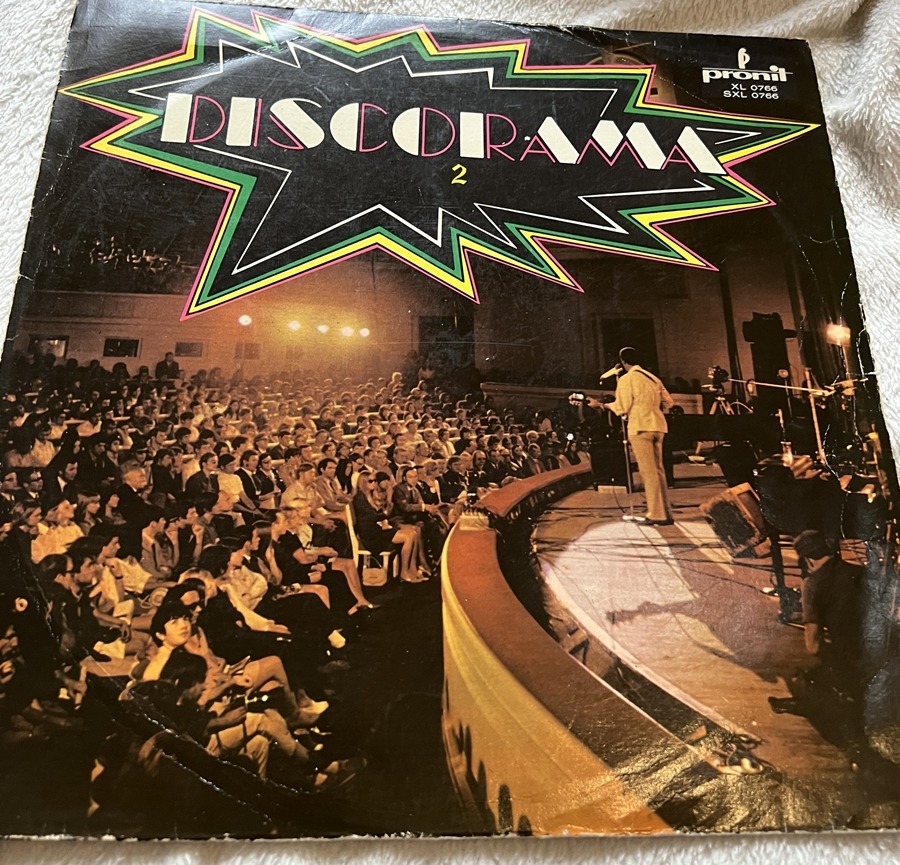 pronit
XL 0766
SXL 0766
DISCORAMA
2